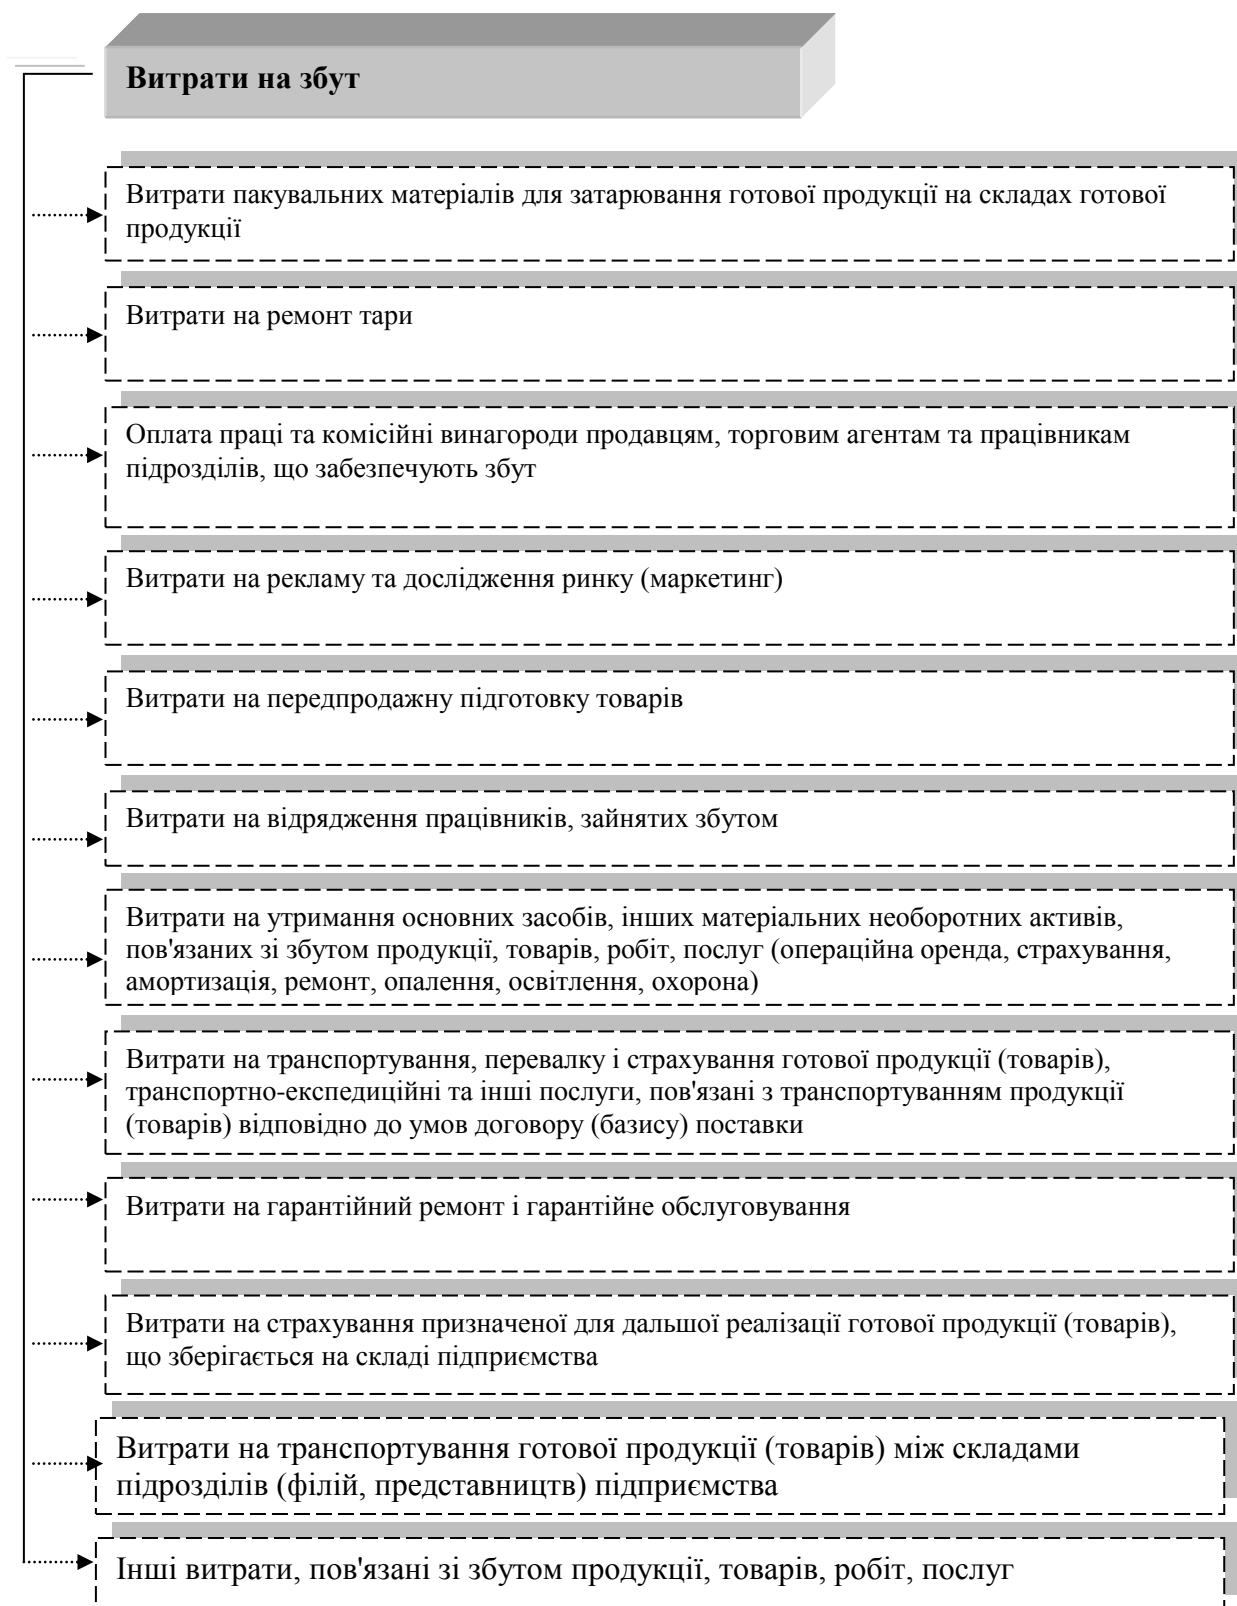 Витрати на збут
Витрати пакувальних матеріалів для затарювання готової продукції на складах готової
продукції
Витрати на ремонт тари
Оплата праці та комісійні винагороди продавцям, торговим агентам та працівникам
підрозділів, що забезпечують збут
Витрати на рекламу та дослідження ринку (маркетинг)
Витрати на передпродажну підготовку товарів
Витрати на відрядження працівників, зайнятих збутом
Витрати на утримання основних засобів, інших матеріальних необоротних активів,
пов'язаних зі збутом продукції, товарів, робіт, послуг (операційна оренда, страхування,
амортизація, ремонт, опалення, освітлення, охорона)
Витрати на транспортування, перевалку і страхування готової продукції (товарів),
транспортно-експедиційні та інші послуги, пов'язані з транспортуванням продукції
(товарів) відповідно до умов договору (базису) поставки
Витрати на гарантійний ремонт і гарантійне обслуговування
Витрати на страхування призначеної для дальшої реалізації готової продукції (товарів),
що зберігається на складі підприємства
Витрати на транспортування готової продукції (товарів) між складами
підрозділів (філій, представництв) підприємства
Інші витрати, пов'язані зі збутом продукції, товарів, робіт, послуг